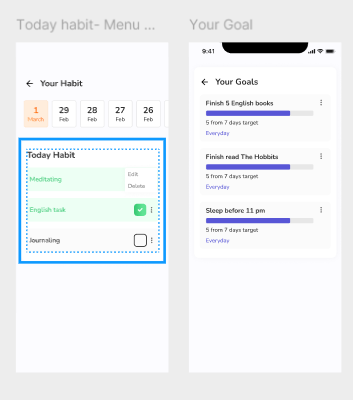 Today habit- Menu ...
Your Goal
← Your Habit
1 29 28 27 26
March Feb Feb Feb Feb
Today Habit
Meditating
Edit
Delete
English task
Journaling
9:41
← Your Goals
Finish 5 English books
5 from 7 days target
Everyday
Finish read The Hobbits
5 from 7 days target
Everyday
Sleep before 11 pm
5 from 7 days target
Everyday